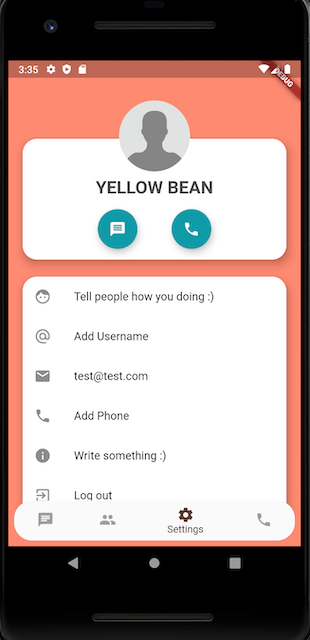 3:35
DEBUG
YELLOW BEAN
Tell people how you doing :)
Add Username
test@test.com
Add Phone
Write something :)
Log out
Settings